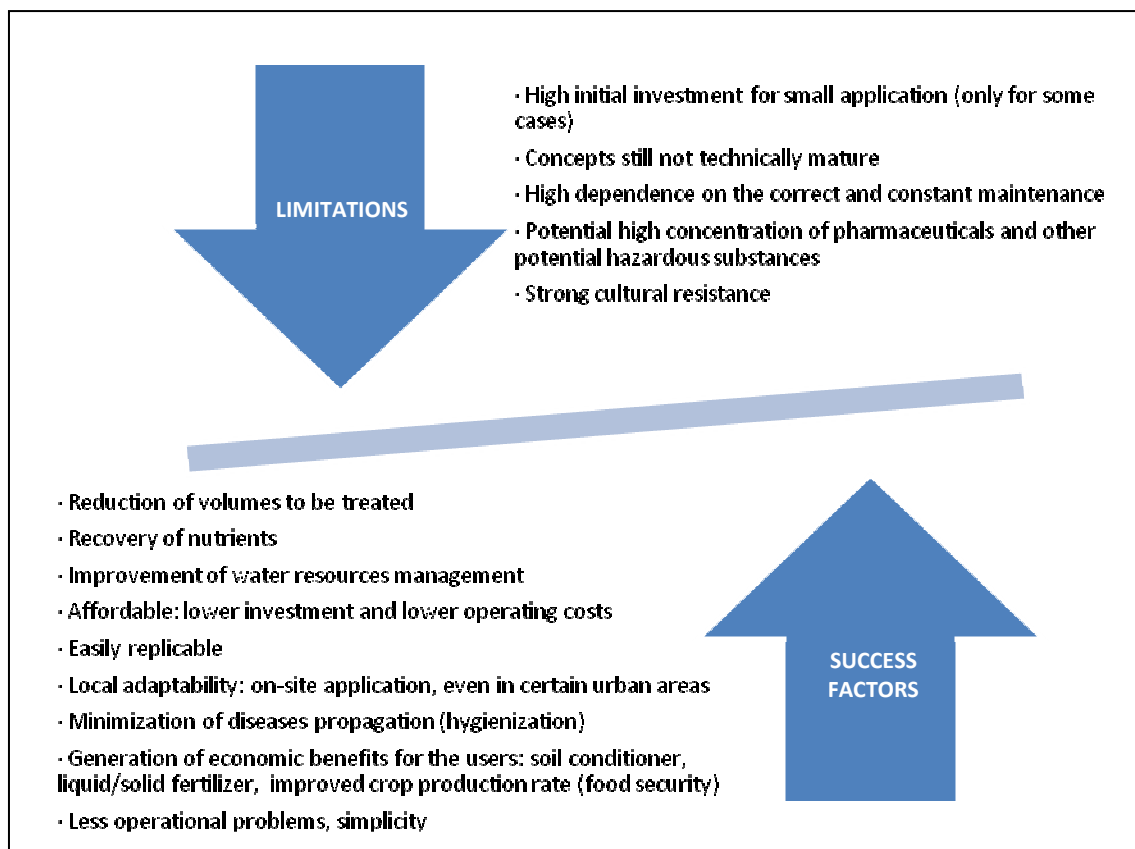 LIMITATIONS
· High initial investment for small application (only for some
cases)
· Concepts still not technically mature
· High dependence on the correct and constant maintenance
· Potential high concentration of pharmaceuticals and other
potential hazardous substances
· Strong cultural resistance
· Reduction of volumes to be treated
· Recovery of nutrients
· Improvement of water resources management
· Affordable: lower investment and lower operating costs
· Easily replicable
· Local adaptability: on-site application, even in certain urban areas
· Minimization of diseases propagation (hygienization)
· Generation of economic benefits for the users: soil conditioner,
liquid/solid fertilizer, improved crop production rate (food security)
· Less operational problems, simplicity
SUCCESS
FACTORS